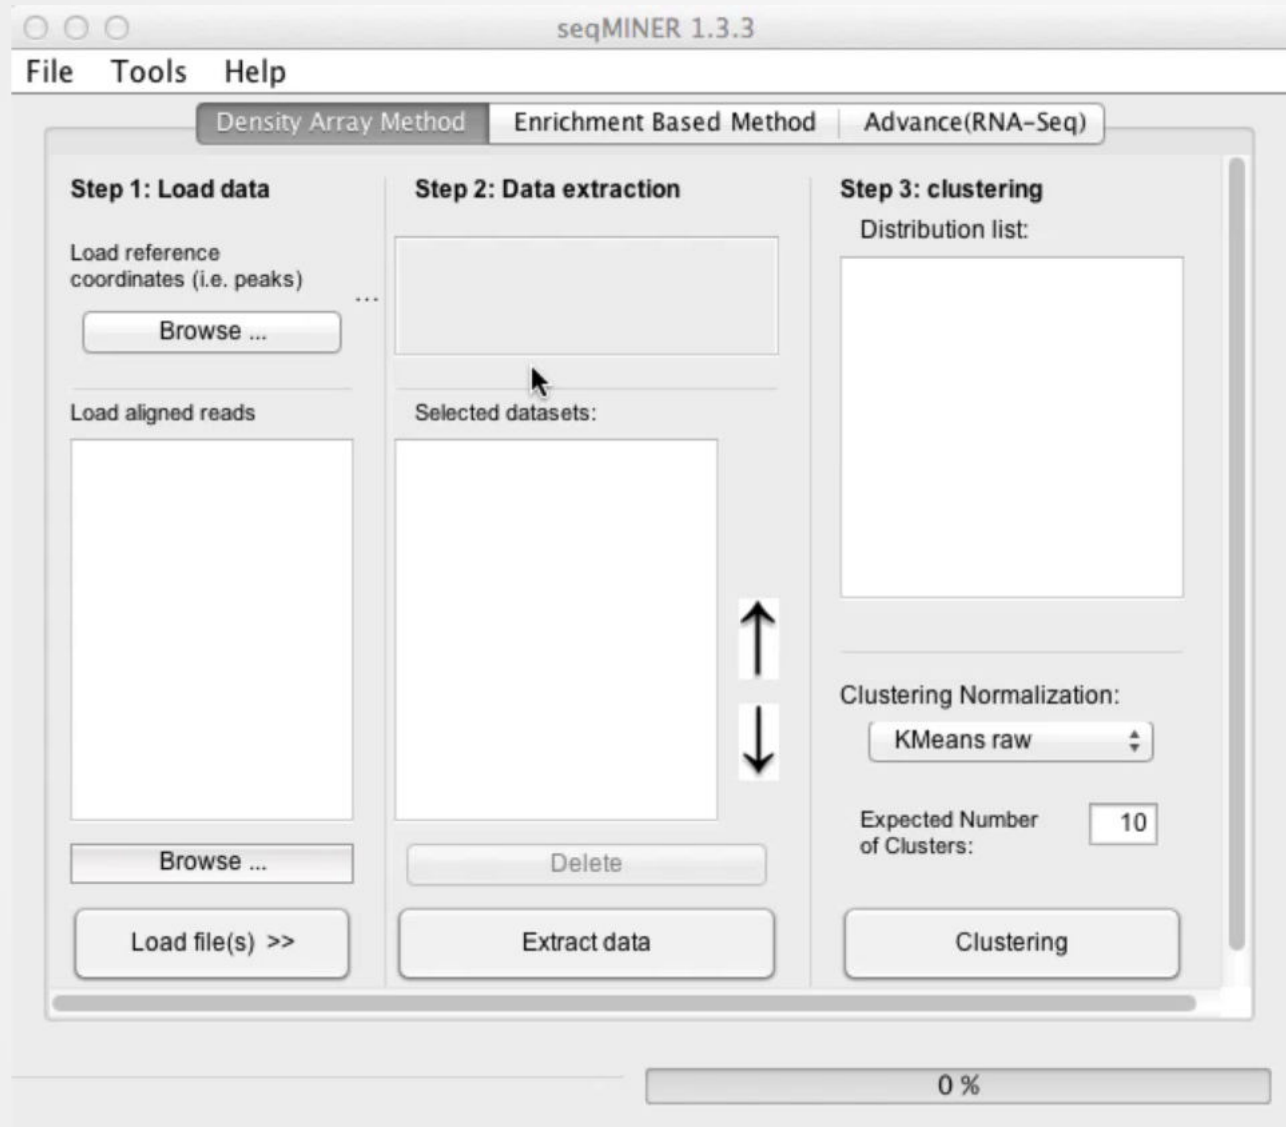 seqMINER 1.3.3
File Tools Help
Density Array Method Enrichment Based Method Advance(RNA-Seq)
Step 1: Load data
Load reference
coordinates (i.e. peaks)
...
Browse ...
Load aligned reads
Browse ...
Load file(s) >>
Step 2: Data extraction
Selected datasets:
Delete
Extract data
Step 3: clustering
Distribution list:
Clustering Normalization:
KMeans raw
Expected Number
of Clusters:
10
Clustering
0 %